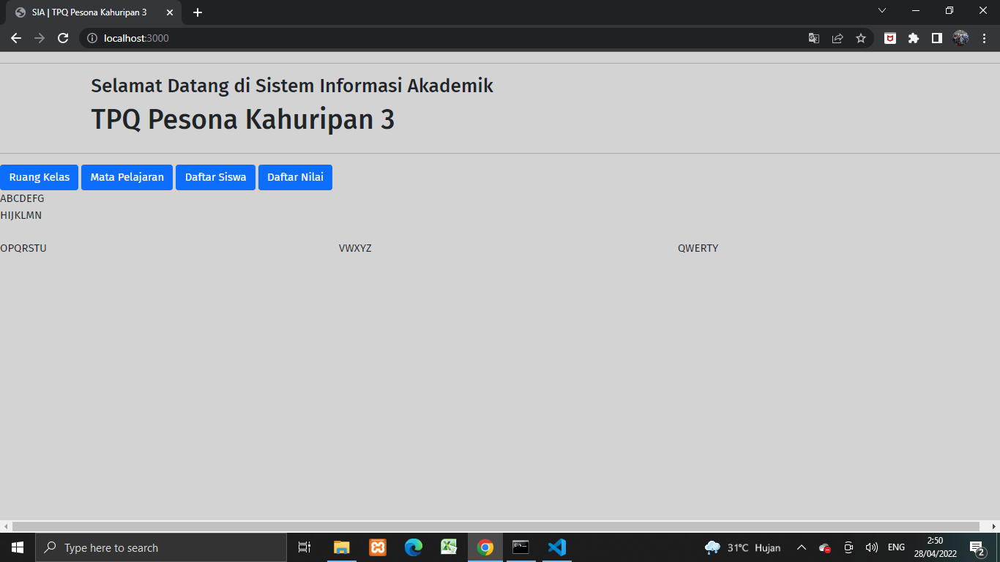 SIA | TPQ Pesona Kahuripan 3
localhost:3000
Selamat Datang di Sistem Informasi Akademik
TPQ Pesona Kahuripan 3
Ruang Kelas Mata Pelajaran Daftar Siswa Daftar Nilai
ABCDEFG
HIJKLMN
OPQRSTU VWXYZ QWERTY
Type here to search 31°C Hujan ENG 2:50
28/04/2022 2